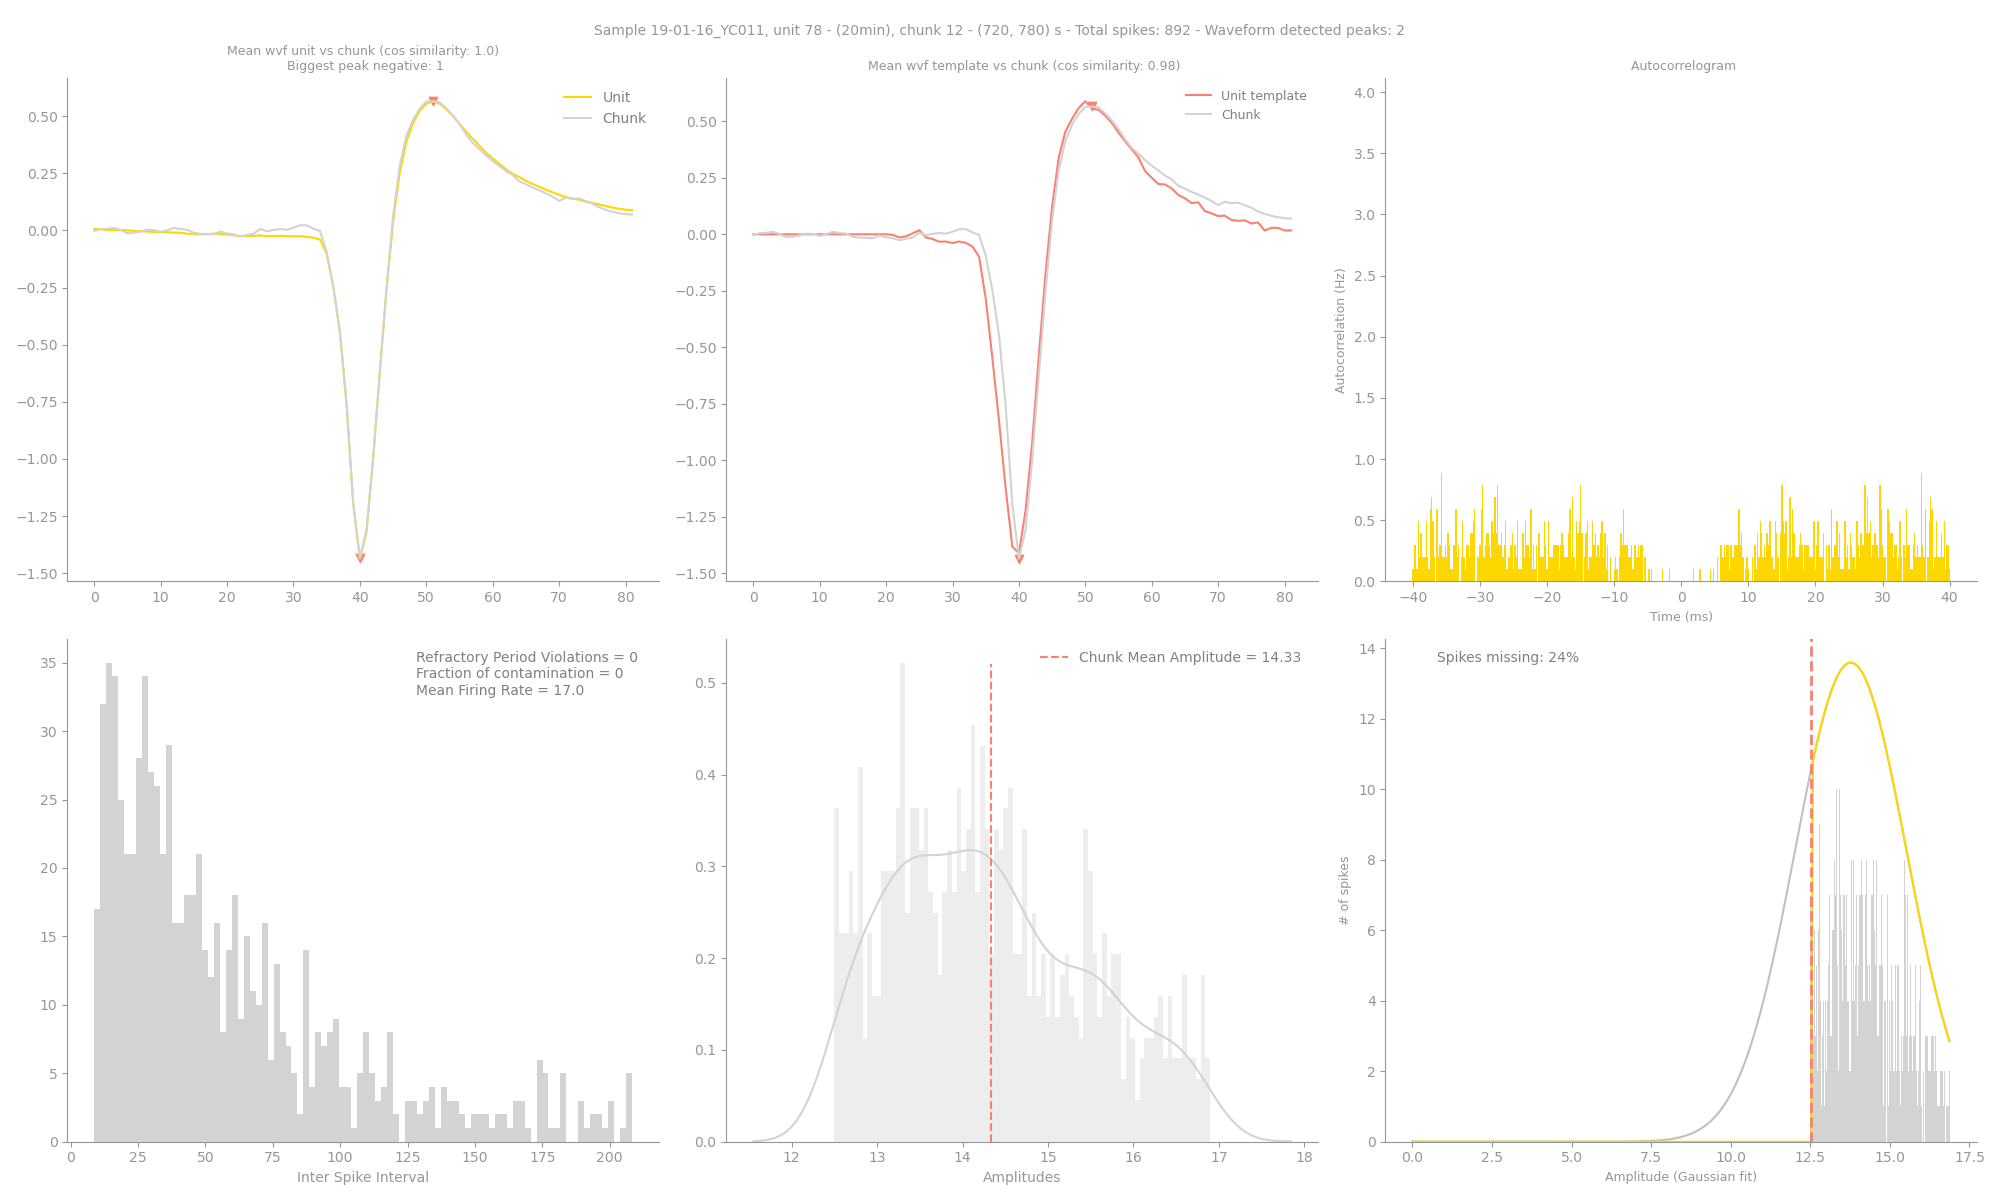 Sample 19-01-16_YC011, unit 78 - (20min), chunk 12 - (720, 780) s - Total spikes: 892 - Waveform detected peaks: 2
Mean wvf unit vs chunk (cos similarity: 1.0)
Biggest peak negative: 1
Unit
Chunk
0.50
0.25
0.00
−0.25
−0.50
−0.75
−1.00
−1.25
−1.50
0 10 20 30 40 50 60 70 80
Mean wvf template vs chunk (cos similarity: 0.98)
Unit template
Chunk
0.50
0.25
0.00
−0.25
−0.50
−0.75
−1.00
−1.25
−1.50
0 10 20 30 40 50 60 70 80
Autocorrelogram
Autocorrelation (Hz)
4.0
3.5
3.0
2.5
2.0
1.5
1.0
0.5
0.0
−40 −30 −20 −10 0 10 20 30 40
Time (ms)
Refractory Period Violations = 0
Fraction of contamination = 0
Mean Firing Rate = 17.0
35
30
25
20
15
10
5
0
0 25 50 75 100 125 150 175 200
Inter Spike Interval
Chunk Mean Amplitude = 14.33
0.5
0.4
0.3
0.2
0.1
0.0
12 13 14 15 16 17 18
Amplitudes
Spikes missing: 24%
# of spikes
14
12
10
8
6
4
2
0
0.0 2.5 5.0 7.5 10.0 12.5 15.0 17.5
Amplitude (Gaussian fit)